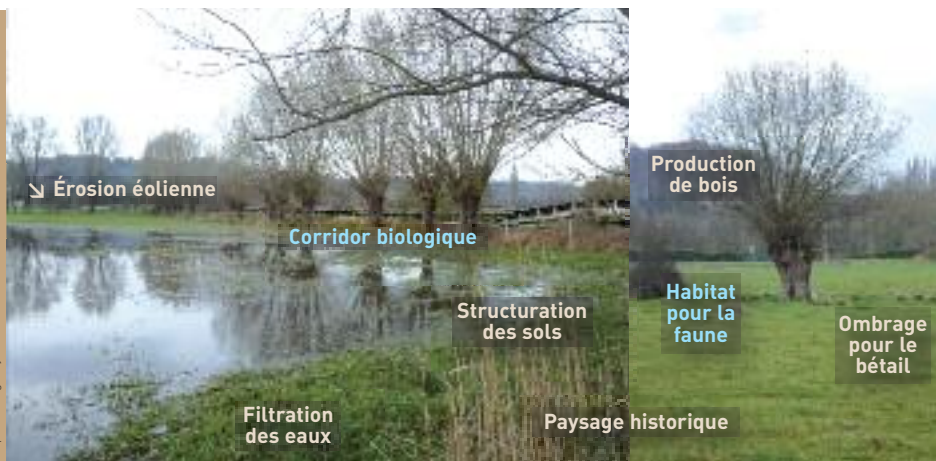 ↘ Érosion éolienne
Corridor biologique
Structuration
des sols
Filtration
des eaux
Paysage historique
Production
de bois
Habitat
pour la
faune
Ombrage
pour le
bétail